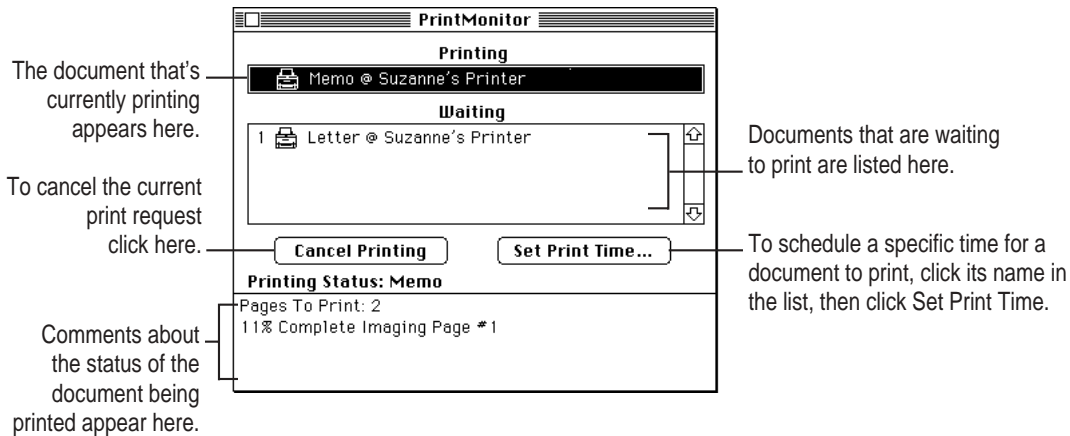 PrintMonitor
Printing
Memo @ Suzanne's Printer
Waiting
1 Letter @ Suzanne's Printer
Cancel Printing
Set Print Time...
Printing Status: Memo
Pages To Print: 2
11% Complete Imaging Page #1
The document that's
currently printing
appears here.
To cancel the current
print request
click here.
Comments about
the status of the
document being
printed appear here.
Documents that are waiting
to print are listed here.
To schedule a specific time for a
document to print, click its name in
the list, then click Set Print Time.